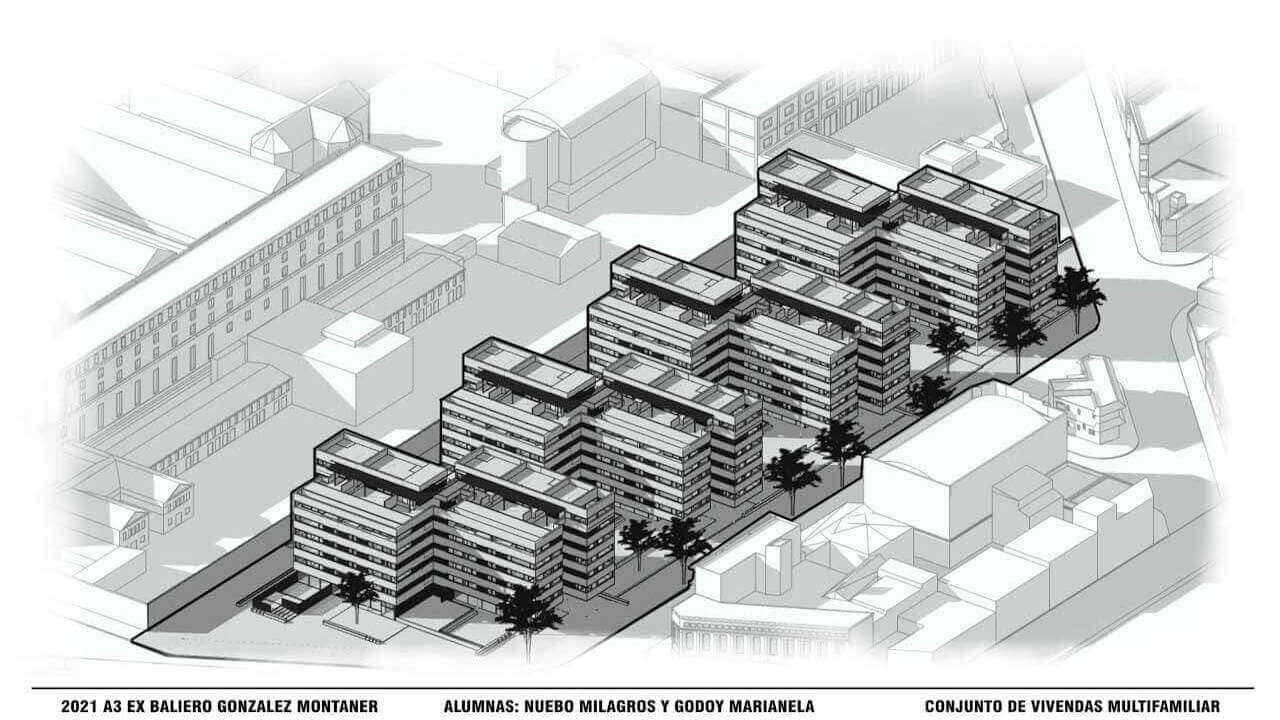 2021 A3 EX BALIERO GONZALEZ MONTANER
ALUMNAS: NUEBO MILAGROS Y GODOY MARIANELA
CONJUNTO DE VIVENDAS MULTIFAMILIAR